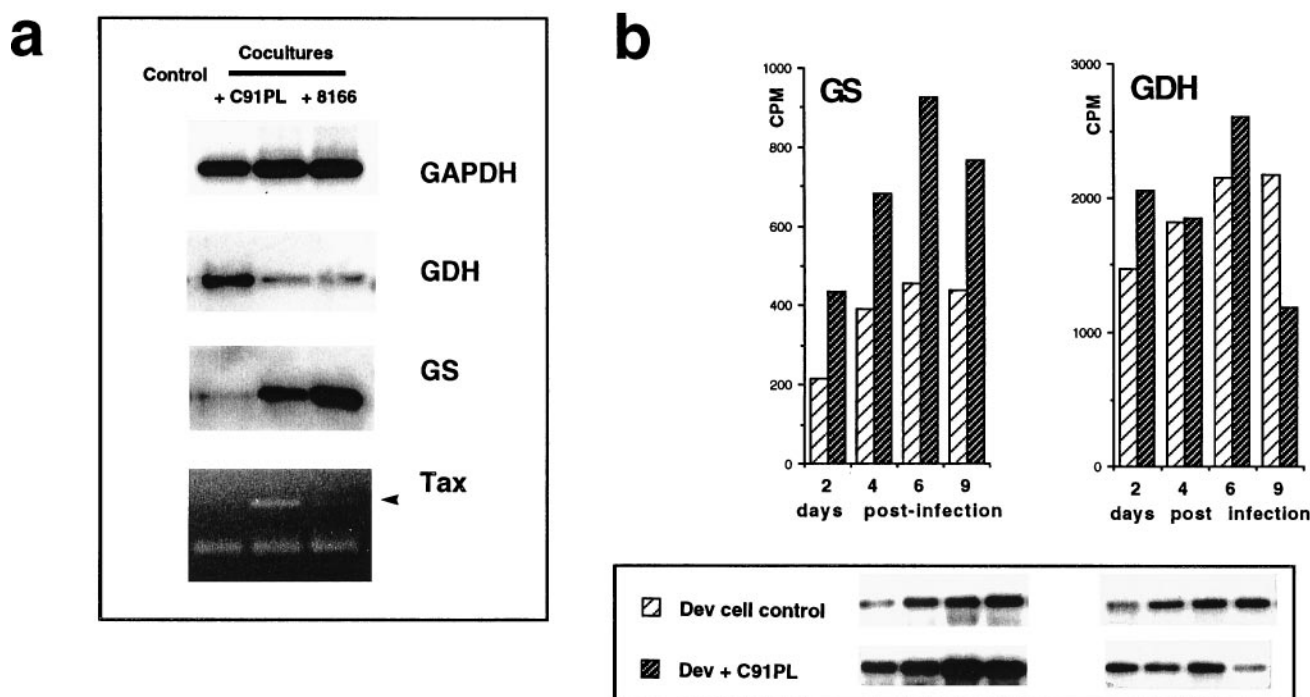 a
Cocultures
Control
+ C91PL + 8166
GAPDH
GDH
GS
Tax
b
1000
800
600
400
200
0
CPM
GS
2 4 6 9
days post-infection
3000
2000
1000
0
CPM
GDH
2 4 6 9
days post infection
Dev cell control
Dev + C91PL